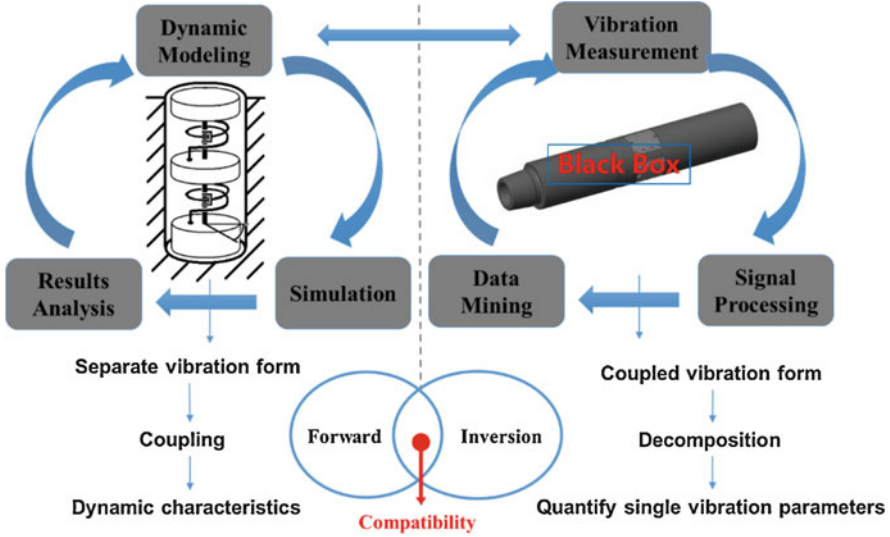 Dynamic
Modeling
Vibration
Measurement
Black Box
Results
Analysis
Simulation
Data
Mining
Signal
Processing
Separate vibration form
Coupling
Dynamic characteristics
Coupled vibration form
Decomposition
Quantify single vibration parameters
Forward
Inversion
Compatibility